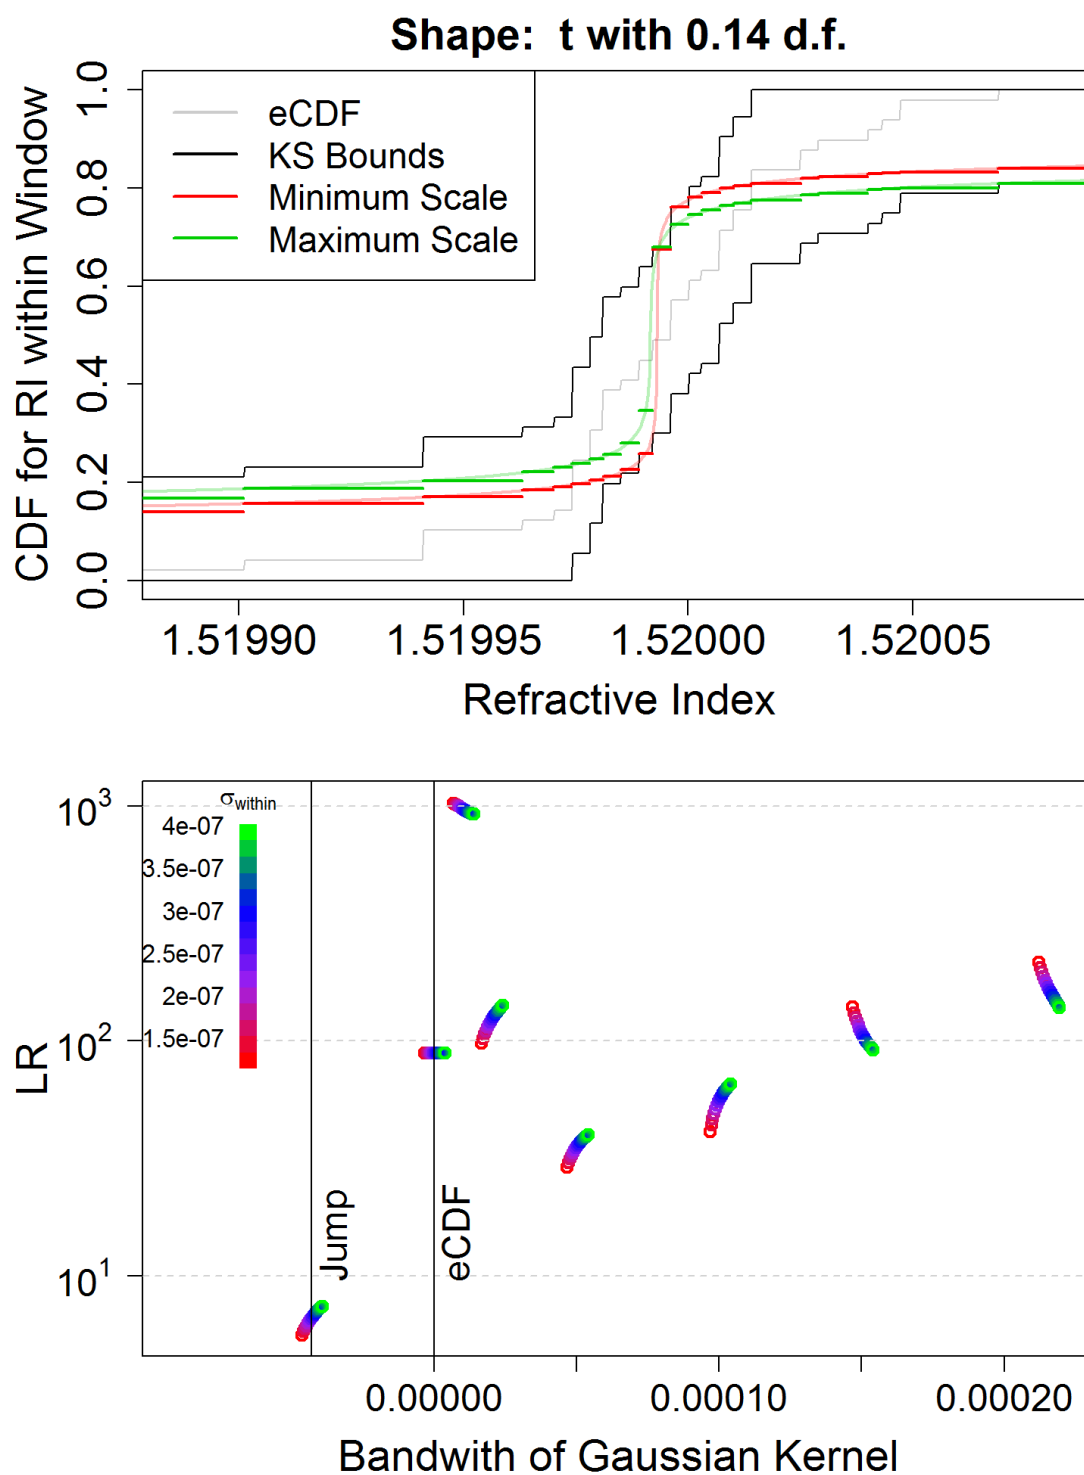 Shape: t with 0.14 d.f.
CDF for RI within Window
1.0
0.8
0.6
0.4
0.2
0.0
eCDF
KS Bounds
Minimum Scale
Maximum Scale
1.51990 1.51995 1.52000 1.52005
Refractive Index
LR
10³
10²
10¹
σwithin
4e-07
3.5e-07
3e-07
2.5e-07
2e-07
1.5e-07
Jump
eCDF
0.00000 0.00010 0.00020
Bandwith of Gaussian Kernel